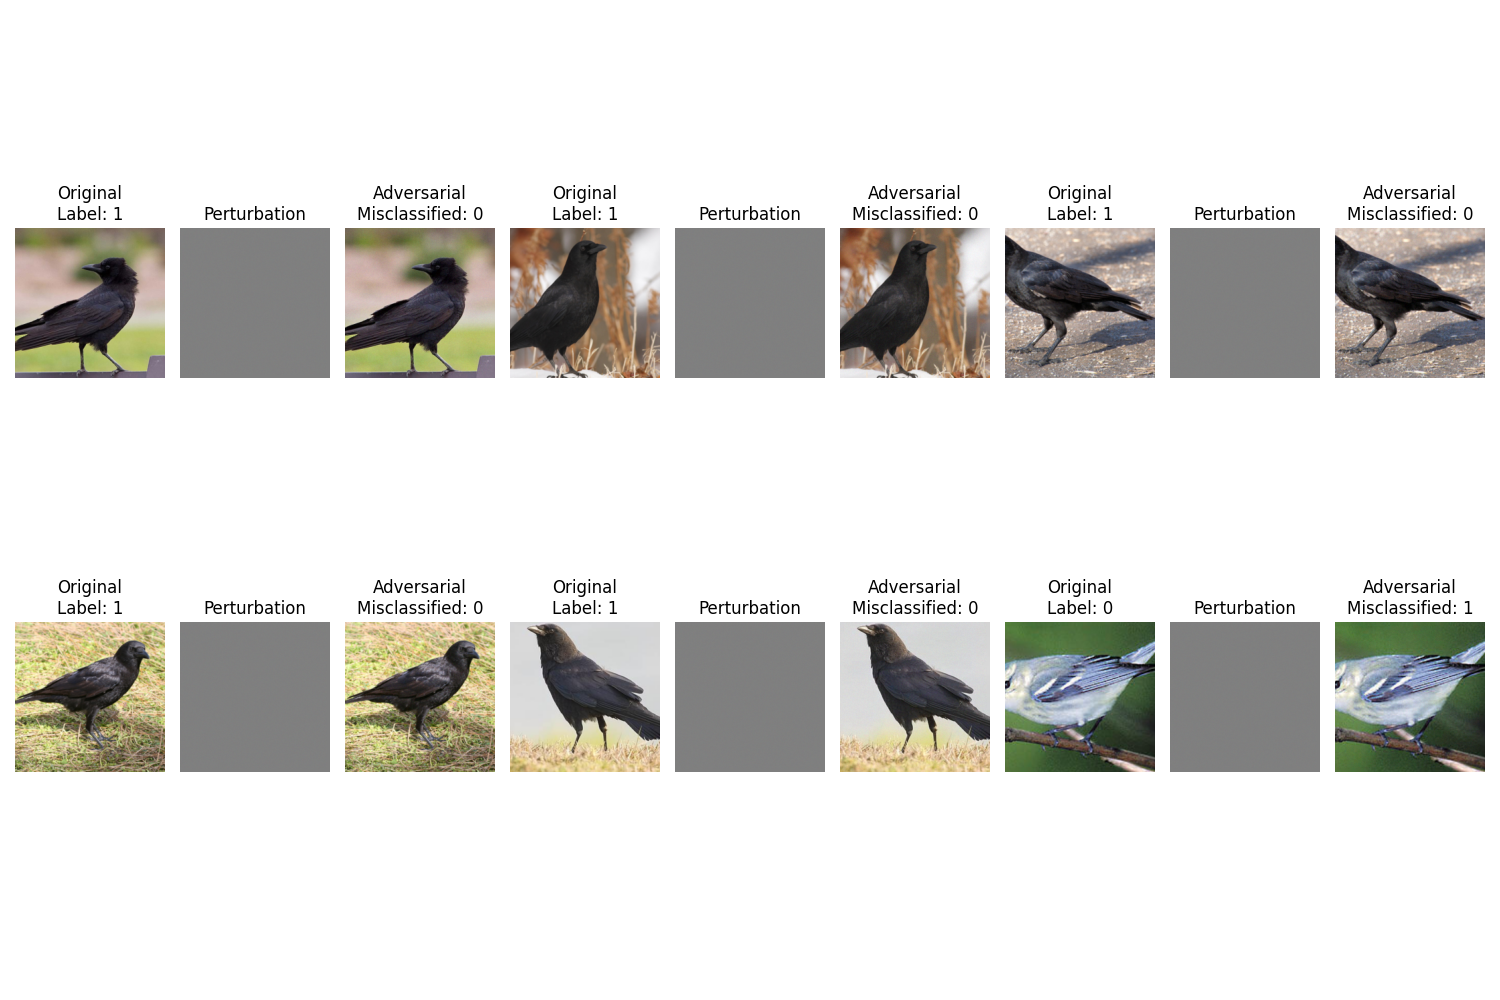 Original
Label: 1
Perturbation
Adversarial
Misclassified: 0
Original
Label: 1
Perturbation
Adversarial
Misclassified: 0
Original
Label: 1
Perturbation
Adversarial
Misclassified: 0
Original
Label: 1
Perturbation
Adversarial
Misclassified: 0
Original
Label: 1
Perturbation
Adversarial
Misclassified: 0
Original
Label: 0
Perturbation
Adversarial
Misclassified: 1